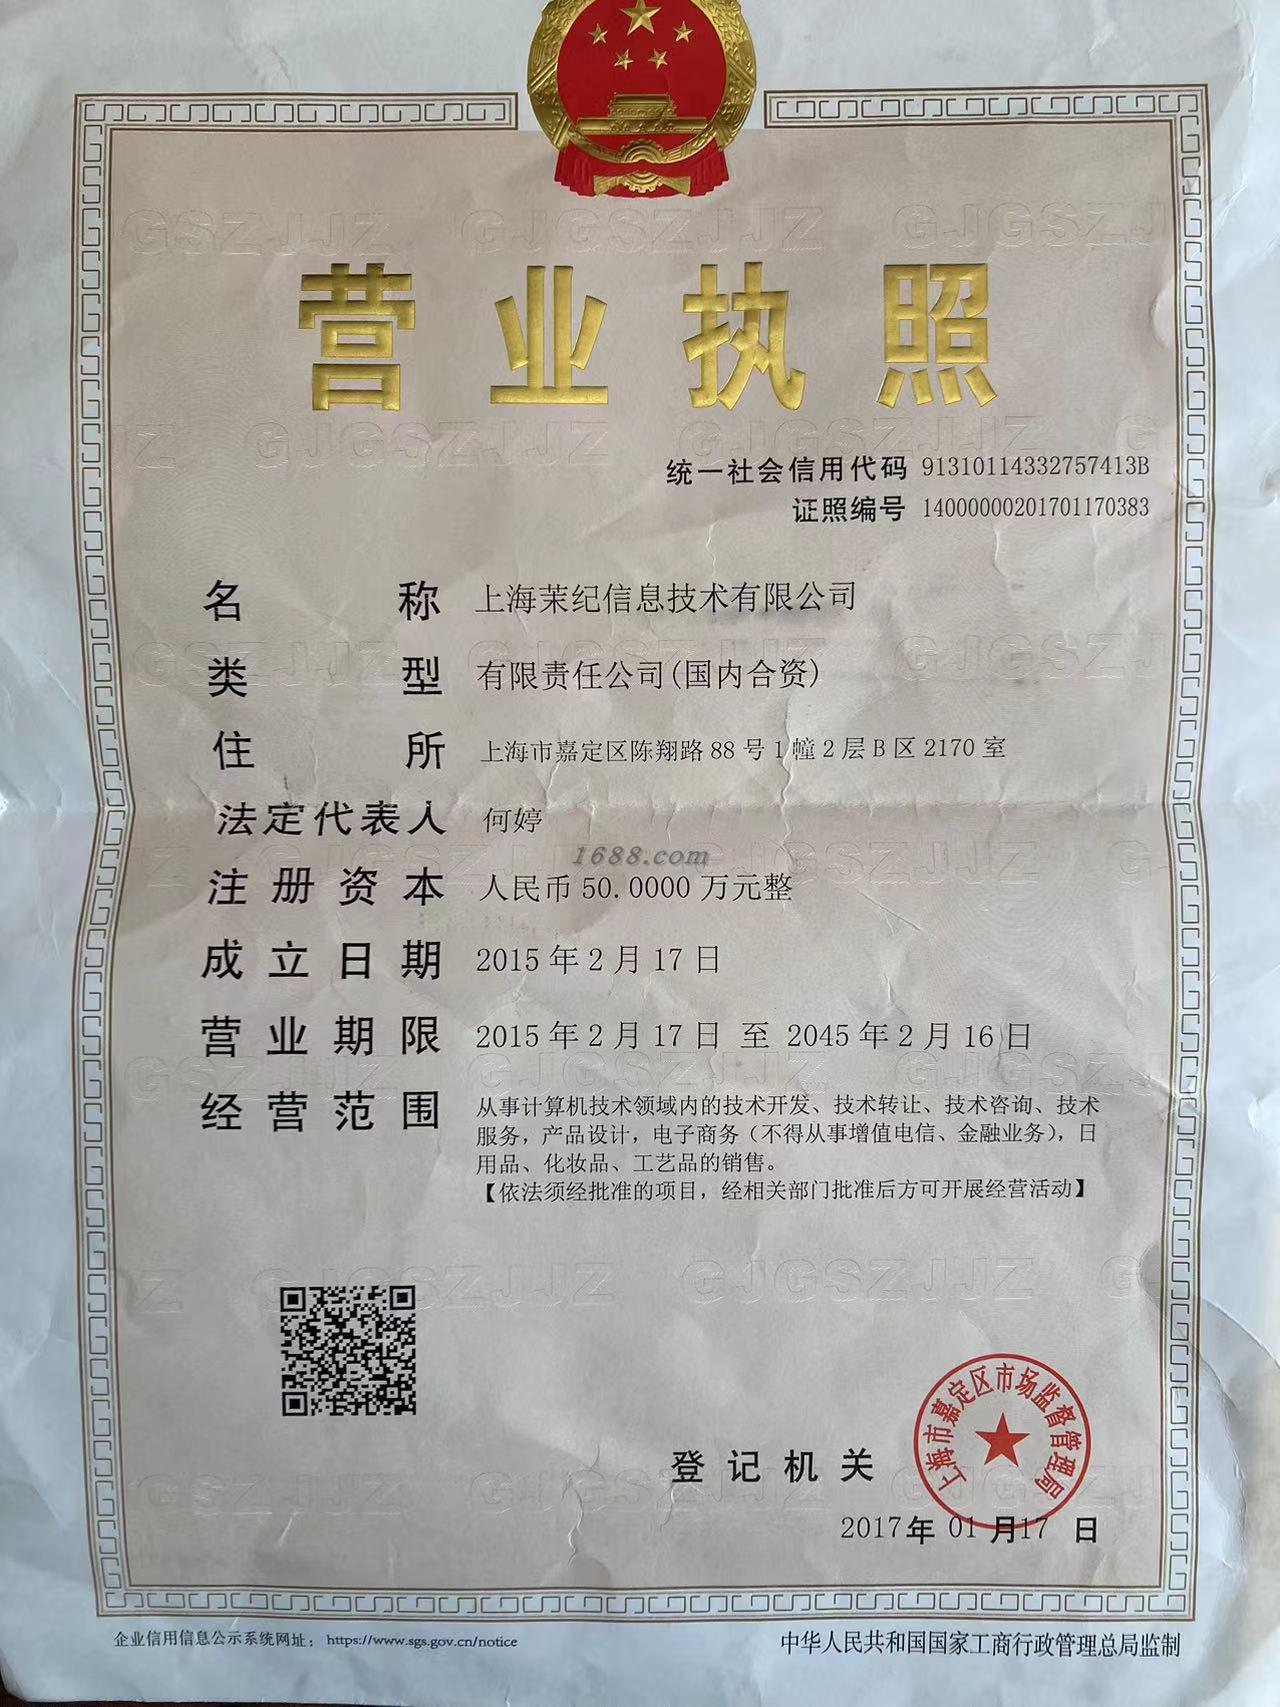 营业执照
统一社会信用代码 91310114332757413B
证照编号 14000000201701170383
名称 上海茉纪信息技术有限公司
类型 有限责任公司(国内合资)
住所 上海市嘉定区陈翔路88号1幢2层B区2170室
法定代表人 何婷
1688.com
注册资本 人民币50.0000万元整
成立日期 2015年2月17日
营业期限 2015年2月17日 至 2045年2月16日
经营范围 从事计算机技术领域内的技术开发、技术转让、技术咨询、技术
服务，产品设计，电子商务（不得从事增值电信、金融业务），日
用品、化妆品、工艺品的销售。
【依法须经批准的项目，经相关部门批准后方可开展经营活动】
上海市嘉定区市场监督管理局
登记机关
2017年01月17日
企业信用信息公示系统网址： https://www.sgs.gov.cn/notice
中华人民共和国国家工商行政管理总局监制